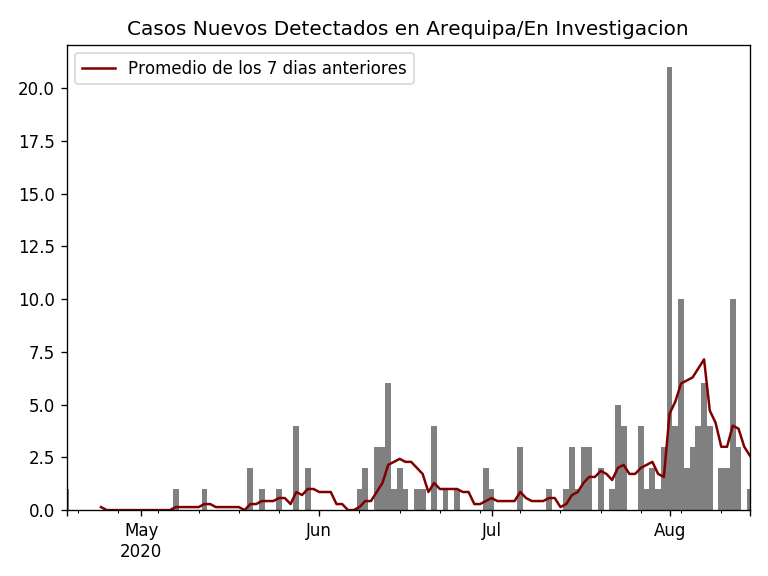 Casos Nuevos Detectados en Arequipa/En Investigacion
Promedio de los 7 dias anteriores
20.0
17.5
15.0
12.5
10.0
7.5
5.0
2.5
0.0
May
2020
Jun
Jul
Aug